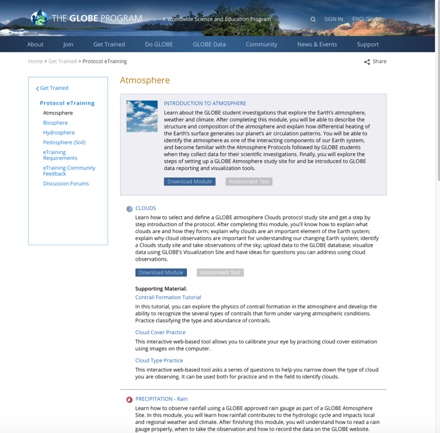 THE GLOBE PROGRAM
A Worldwide Science and Education Program
SIGN IN
ENGLISH
About Join Get Trained Do GLOBE GLOBE Data Community News & Events Support
Home > Get Trained > Protocol eTraining
Share
Get Trained
Protocol eTraining
Atmosphere
Biosphere
Hydrosphere
Pedosphere (Soil)
eTraining
Requirements
eTraining Community
Feedback
Discussion Forums
Atmosphere
INTRODUCTION TO ATMOSPHERE
Learn about the GLOBE student investigations that explore the Earth's atmosphere,
weather and climate. After completing this module, you will be able to describe the
structure and composition of the atmosphere and explain how differential heating of
the Earth's surface generates our planet's air circulation patterns. You will be able to
identify the atmosphere as one of the interacting components of our Earth system,
and become familiar with the Atmosphere Protocols followed by GLOBE students
when they collect data for their scientific investigations. Finally, you will explore the
steps of setting up a GLOBE Atmosphere study site and be introduced to GLOBE
data reporting and visualization tools.
Download Module Assessment Test
CLOUDS
Learn how to select and define a GLOBE atmosphere Clouds protocol study site and get a step by
step introduction of the protocol. After completing this module, you'll know how to explain what
clouds are and how they form; explain why clouds are an important element of the Earth system;
explain why cloud observations are important for understanding our changing Earth system; identify
a Clouds study site and take observations of the sky; upload data to the GLOBE database; visualize
data using GLOBE's Visualization Site and have ideas for questions you can address using cloud
observations.
Download Module Assessment Test
Supporting Material:
Contrail Formation Tutorial
In this tutorial, you can explore the physics of contrail formation in the atmosphere and develop the
ability to recognize the several types of contrails that form under varying atmospheric conditions.
Practice classifying the type and abundance of contrails.
Cloud Cover Practice
This interactive web-based tool allows you to calibrate your eye by practicing cloud cover estimation
using images on the computer.
Cloud Type Practice
This interactive web-based tool asks a series of questions to help you narrow down the type of cloud
you are observing. It can be used both for practice and in the field to identify clouds.
PRECIPITATION - Rain
Learn how to observe rainfall using a GLOBE approved rain gauge as part of a GLOBE Atmosphere
Site. In this module, you will learn how rainfall contributes to the hydrologic cycle and impacts local
and regional weather and climate. After finishing this module, you will understand how to read a
rain gauge properly, when to take the observation and how to record the data on the GLOBE website.